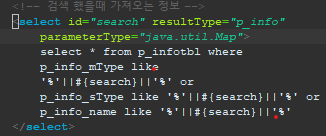 <!-- 검색 했을때 가져오는 정보 -->
<select id="search" resultType="p_info"
parameterType="java.util.Map">
select * from p_infotbl where
p_info_mType like
'%'||#{search}||'%' or
p_info_sType like '%'||#{search}||'%' or
p_info_name like '%'||#{search}||'%'
</select>